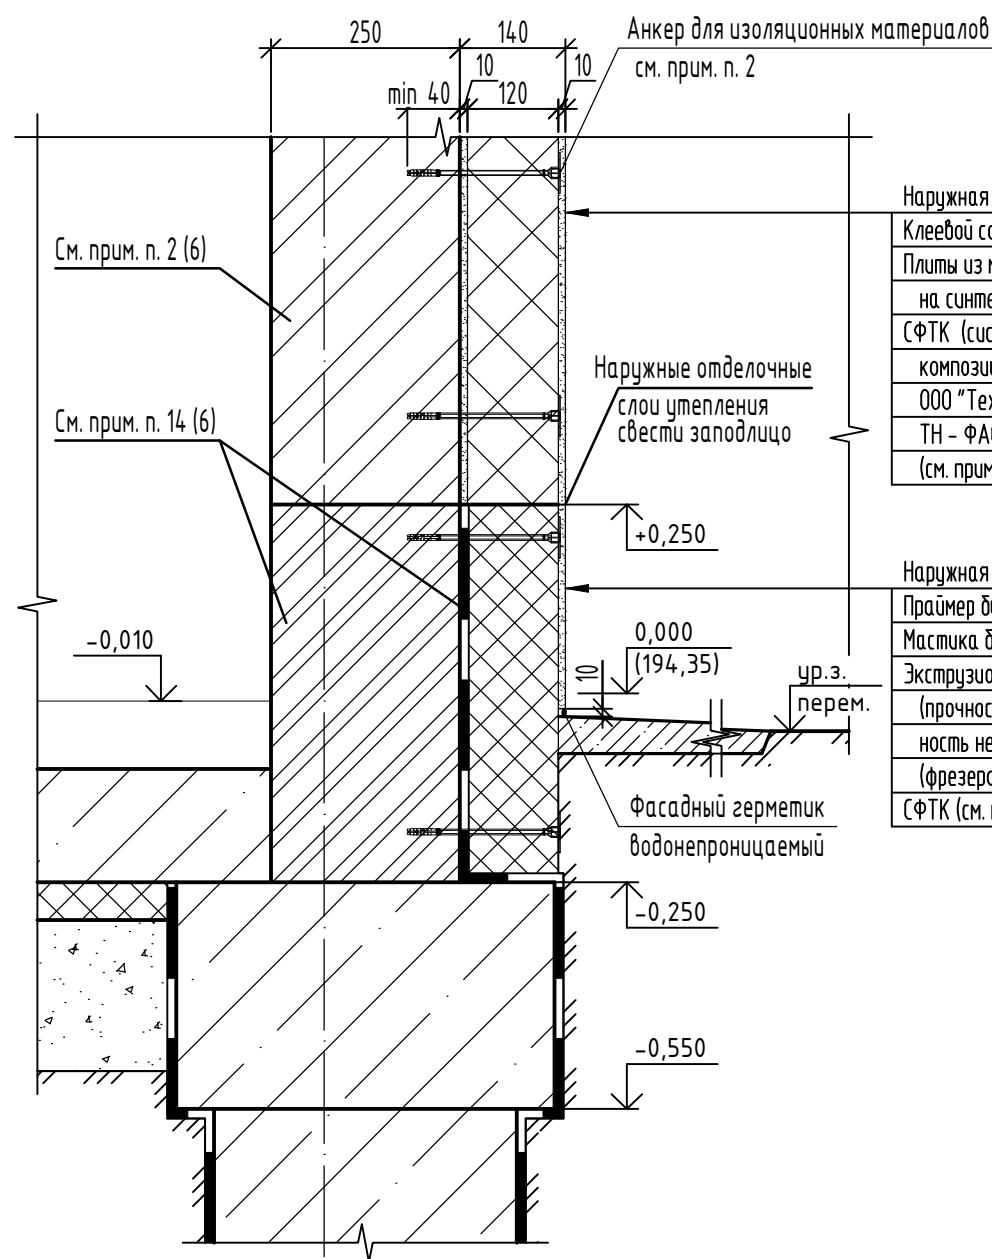 250
140
Анкер для изоляционных материалов
см. прим. п. 2
10
10
min 40
120
Наружная
Клеевой со
Плиты из м
на синте
СФТК (сис
композиц
ООО "Тех
ТН - ФА
(см. прим
См. прим. п. 2 (6)
Наружные отделочные
слои утепления
свести заподлицо
См. прим. п. 14 (6)
+0,250
Наружная
Праймер би
Мастика б
Экструзио
(прочнос
ность не
(фрезеро
СФТК (см. п
-0,010
0,000
(194,35)
10
ур.з.
перем.
Фасадный герметик
водонепроницаемый
-0,250
-0,550